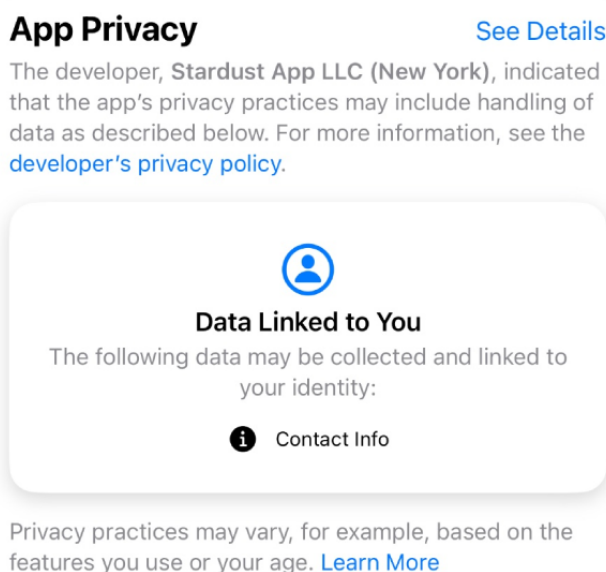 App Privacy See Details
The developer, Stardust App LLC (New York), indicated
that the app’s privacy practices may include handling of
data as described below. For more information, see the
developer’s privacy policy.
Data Linked to You
The following data may be collected and linked to
your identity:
Contact Info
Privacy practices may vary, for example, based on the
features you use or your age. Learn More